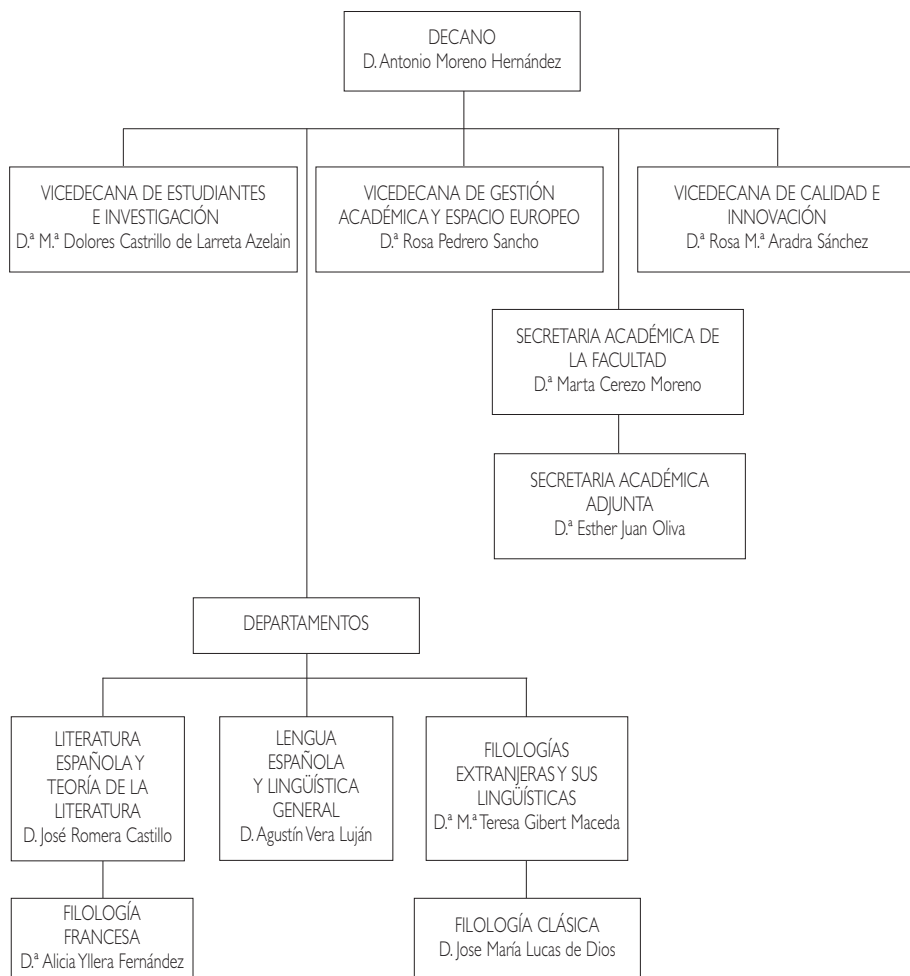 DECANO
D. Antonio Moreno Hernández
VICEDECANA DE ESTUDIANTES
E INVESTIGACIÓN
D.ª M.ª Dolores Castrillo de Larreta Azelain
VICEDECANA DE GESTIÓN
ACADÉMICA Y ESPACIO EUROPEO
D.ª Rosa Pedrero Sancho
VICEDECANA DE CALIDAD E
INNOVACIÓN
D.ª Rosa M.ª Aradra Sánchez
SECRETARIA ACADÉMICA DE
LA FACULTAD
D.ª Marta Cerezo Moreno
SECRETARIA ACADÉMICA
ADJUNTA
D.ª Esther Juan Oliva
DEPARTAMENTOS
LITERATURA
ESPAÑOLA Y
TEORÍA DE LA
LITERATURA
D. José Romera Castillo
LENGUA
ESPAÑOLA
Y LINGÜÍSTICA
GENERAL
D. Agustín Vera Luján
FILOLOGÍAS
EXTRANJERAS Y SUS
LINGÜÍSTICAS
D.ª M.ª Teresa Gibert Maceda
FILOLOGÍA
FRANCESA
D.ª Alicia Yllera Fernández
FILOLOGÍA CLÁSICA
D. Jose María Lucas de Dios